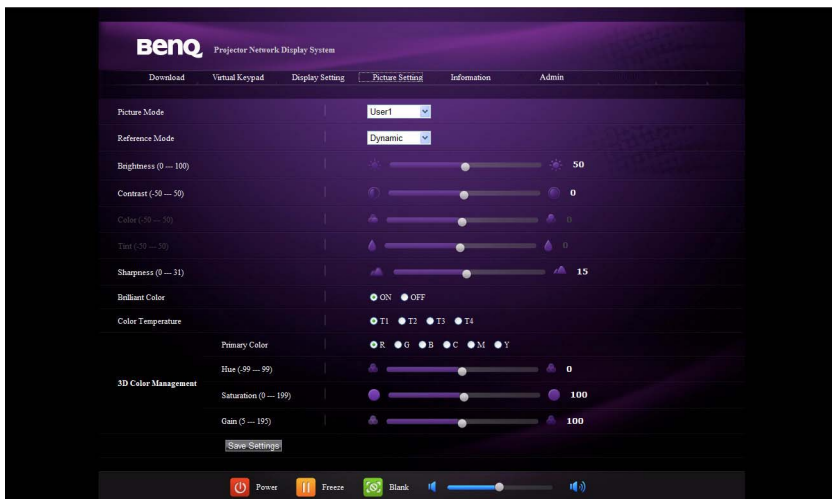 BenQ Projector Network Display System
Download Virtual Keypad Display Setting Picture Setting Information Admin
Picture Mode User1
Reference Mode Dynamic
Brightness (0 --- 100) 50
Contrast (-50 --- 50) 0
Color (-50 --- 50) 0
Tint (-50 --- 50) 0
Sharpness (0 --- 31) 15
Brilliant Color ON OFF
Color Temperature T1 T2 T3 T4
Primary Color R G B C M Y
Hue (-99 --- 99) 0
3D Color Management
Saturation (0 --- 199) 100
Gain (5 --- 195) 100
Save Settings
Power Freeze Blank